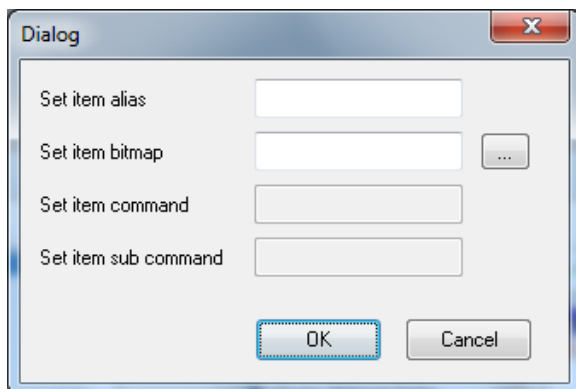 Dialog
Set item alias
Set item bitmap
...
Set item command
Set item sub command
OK Cancel